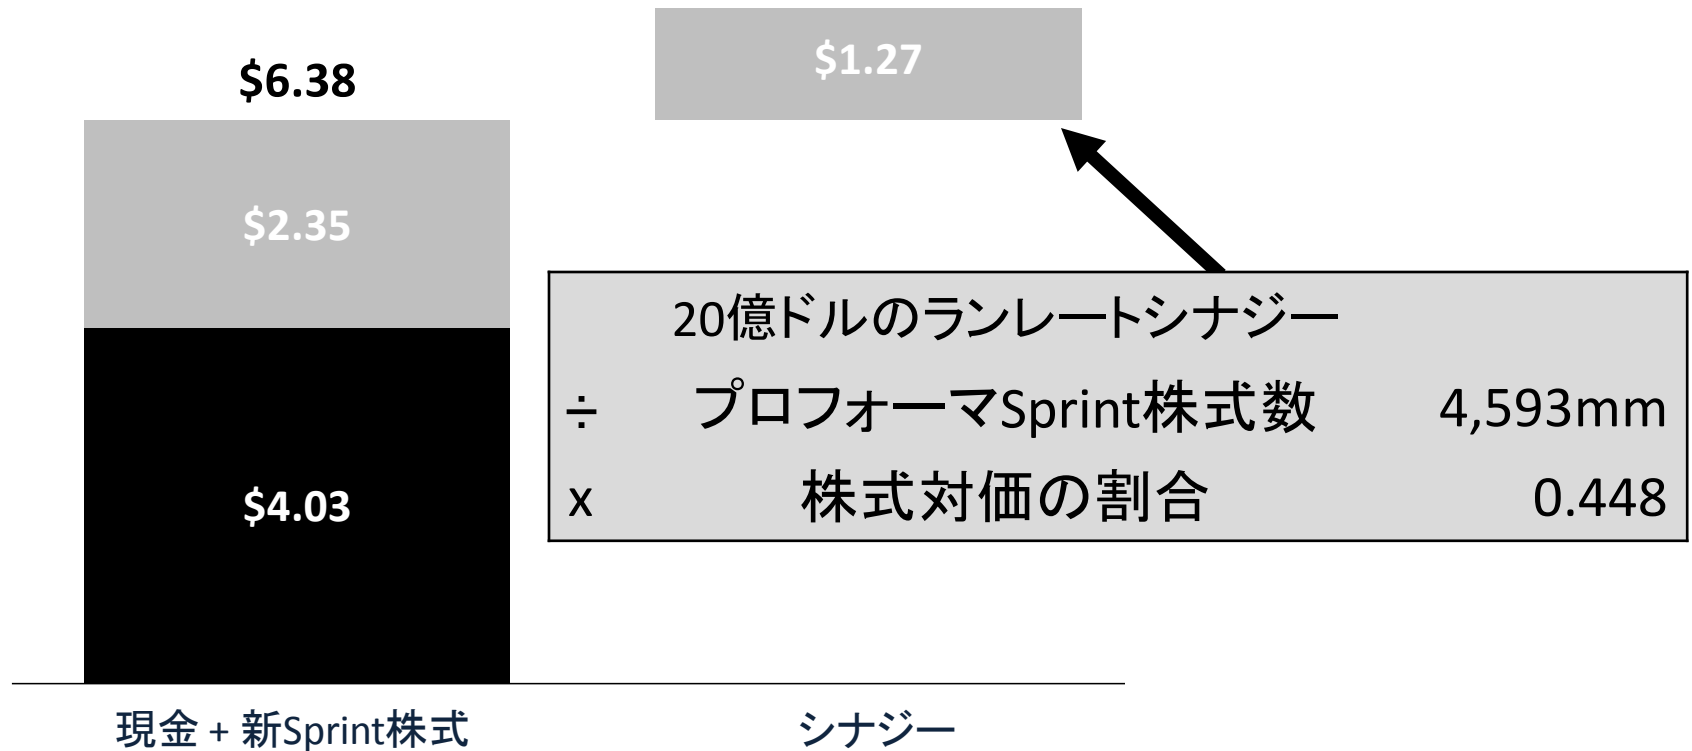 $6.38
$2.35
$4.03
現金 + 新Sprint株式
$1.27
シナジー
20億ドルのランレートシナジー
÷ プロフォーマSprint株式数 4,593mm
x 株式対価の割合 0.448